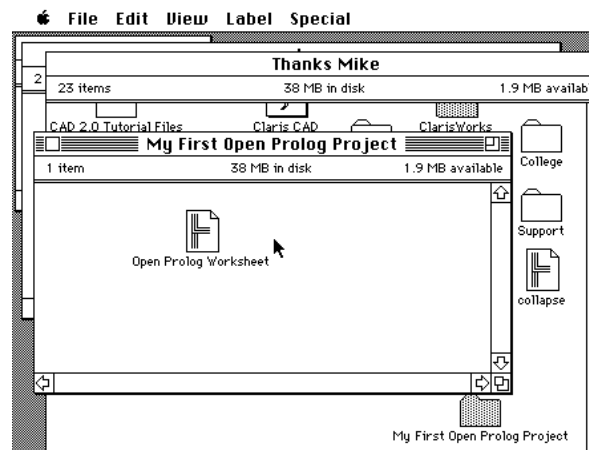 File Edit View Label Special
Thanks Mike
2
23 items 38 MB in disk 1.9 MB availab
CAD 2.0 Tutorial Files Claris CAD ClarisWorks
My First Open Prolog Project
1 item 38 MB in disk 1.9 MB available
College
Support
Open Prolog Worksheet
collapse
My First Open Prolog Project